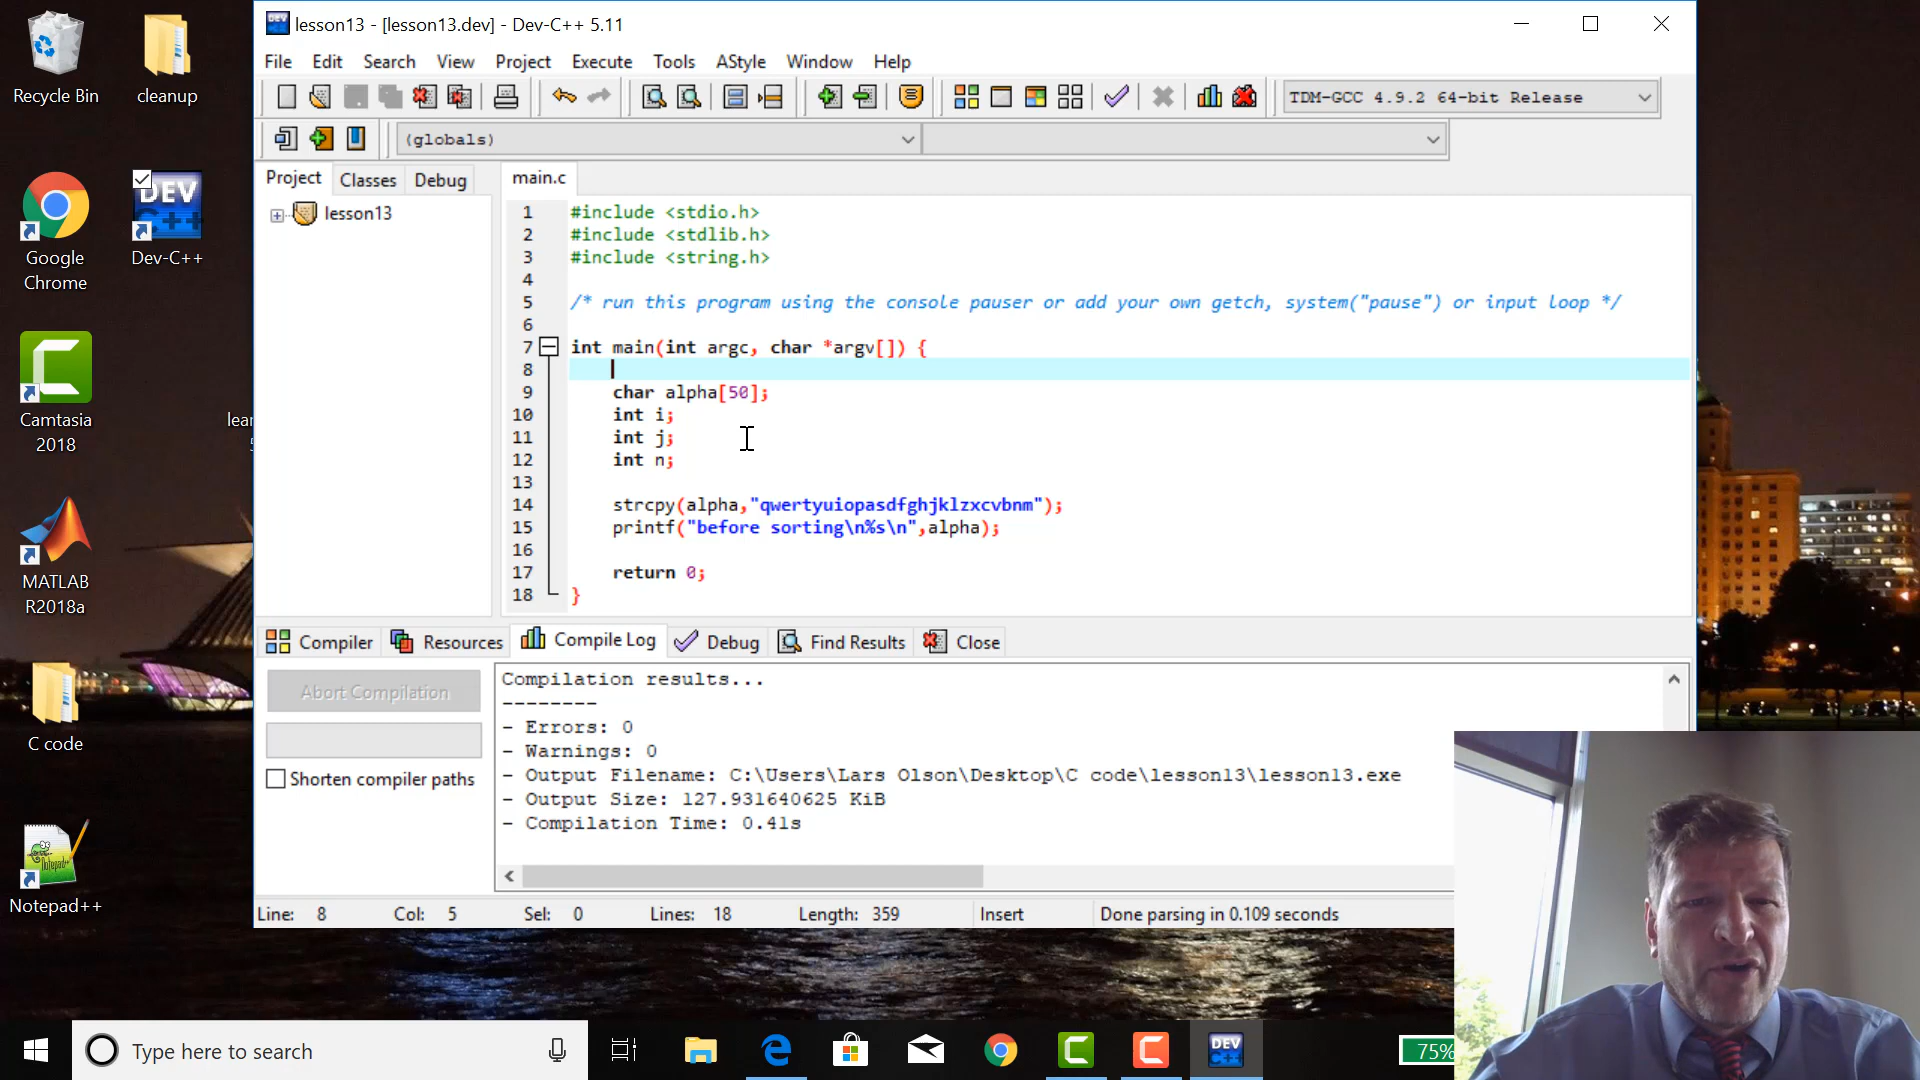 lesson13 - [lesson13.dev] - Dev-C++ 5.11
File Edit Search View Project Execute Tools AStyle Window Help
TDM-GCC 4.9.2 64-bit Release
(globals)
Project Classes Debug
main.c
lesson13
1 #include <stdio.h>
2 #include <stdlib.h>
3 #include <string.h>
4
5 /* run this program using the console pauser or add your own getch, system("pause") or input loop */
6
7 int main(int argc, char *argv[]) {
8
9 char alpha[50];
10 int i;
11 int j;
12 int n;
13
14 strcpy(alpha,"qwertyuiopasdfghjklzxcvbnm");
15 printf("before sorting\n%s\n",alpha);
16
17 return 0;
18 }
Compiler Resources Compile Log Debug Find Results Close
Abort Compilation
Shorten compiler paths
Compilation results...
--------
- Errors: 0
- Warnings: 0
- Output Filename: C:\Users\Lars Olson\Desktop\C code\lesson13\lesson13.exe
- Output Size: 127.931640625 KiB
- Compilation Time: 0.41s
Line: 8 Col: 5 Sel: 0 Lines: 18 Length: 359 Insert Done parsing in 0.109 seconds
Recycle Bin
cleanup
Google
Chrome
DEV
C++
Dev-C++
Camtasia
2018
lear
MATLAB
R2018a
C code
Notepad++
Notepad++
Type here to search
DEV
75%